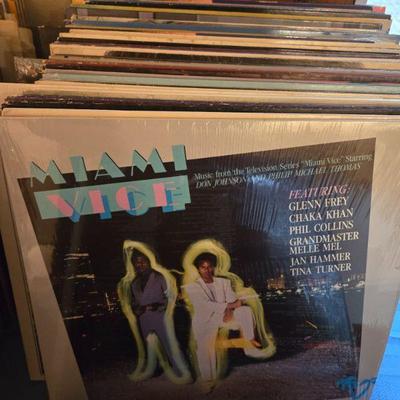 MIAMI
VICE
Music from the Television Series "Miami Vice" Starring
DON JOHNSON AND PHILIP MICHAEL THOMAS
FEATURING:
GLENN FREY
CHAKA KHAN
PHIL COLLINS
GRANDMASTER
MELLE MEL
JAN HAMMER
TINA TURNER